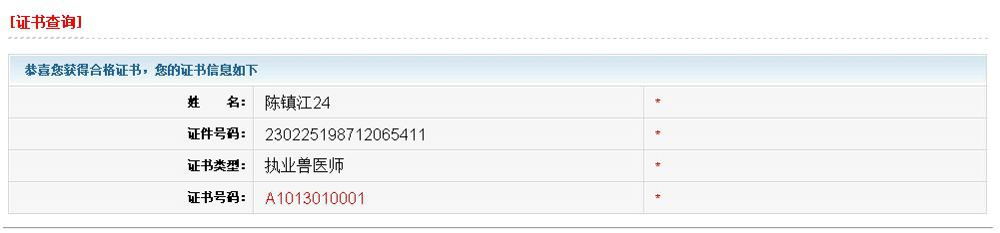 [证书查询]
恭喜您获得合格证书，您的证书信息如下
姓 名： 陈镇江24 *
证件号码： 230225198712065411 *
证书类型： 执业兽医师 *
证书号码： A1013010001 *